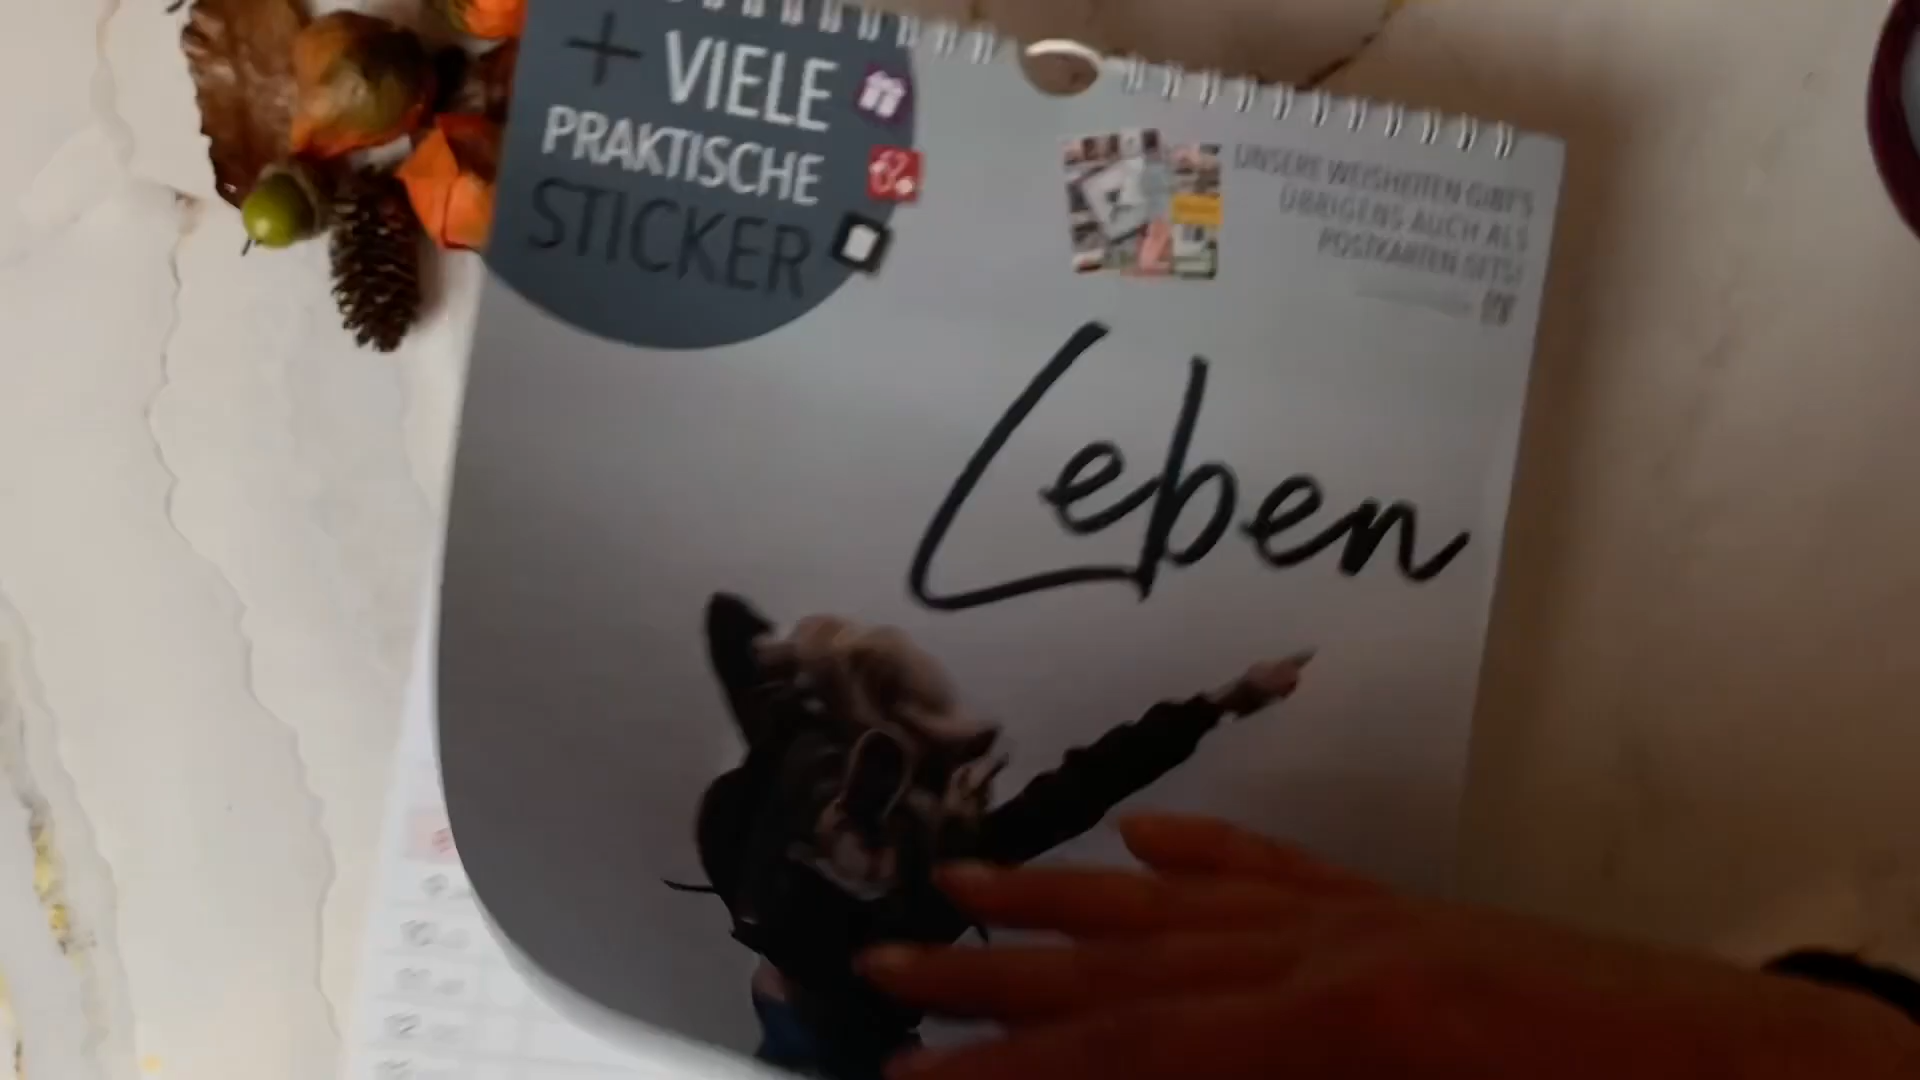 + VIELE
PRAKTISCHE
STICKER
UNSERE WEISHEITEN GIBT'S
ÜBRIGENS AUCH ALS
POSTKARTEN-SETS!
Leben